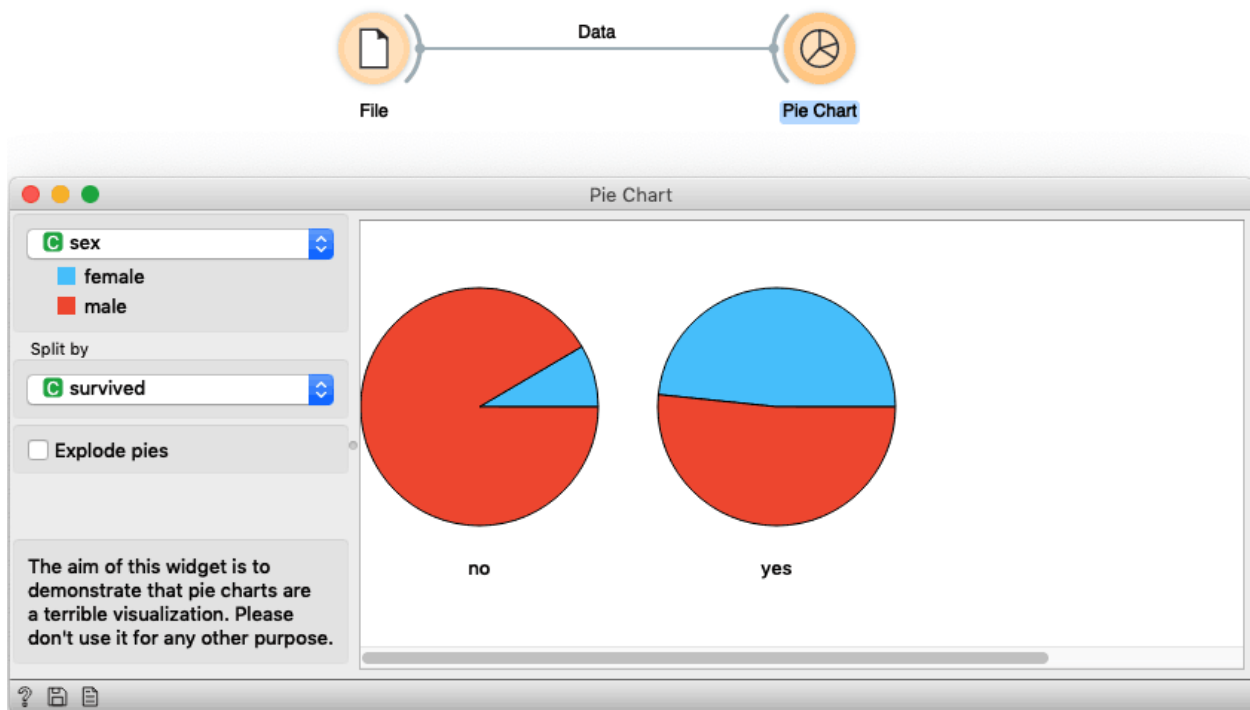 Data
File
Pie Chart
Pie Chart
C sex
female
male
Split by
C survived
Explode pies
The aim of this widget is to
demonstrate that pie charts are
a terrible visualization. Please
don't use it for any other purpose.
no
yes
?